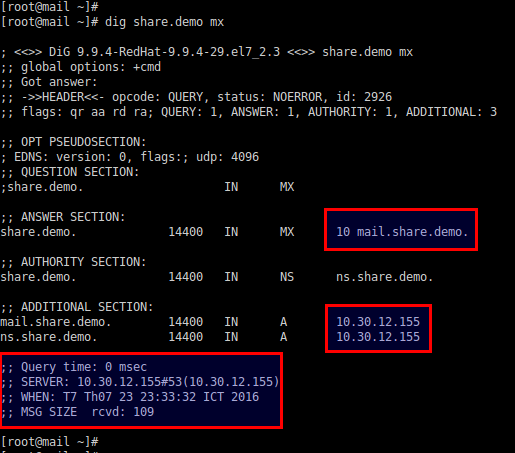 [root@mail ~]#
[root@mail ~]# dig share.demo mx
; <<>> DiG 9.9.4-RedHat-9.9.4-29.el7_2.3 <<>> share.demo mx
;; global options: +cmd
;; Got answer:
;; ->>HEADER<<- opcode: QUERY, status: NOERROR, id: 2926
;; flags: qr aa rd ra; QUERY: 1, ANSWER: 1, AUTHORITY: 1, ADDITIONAL: 3
;; OPT PSEUDOSECTION:
; EDNS: version: 0, flags:; udp: 4096
;; QUESTION SECTION:
;share.demo. IN MX
;; ANSWER SECTION:
share.demo. 14400 IN MX 10 mail.share.demo.
;; AUTHORITY SECTION:
share.demo. 14400 IN NS ns.share.demo.
;; ADDITIONAL SECTION:
mail.share.demo. 14400 IN A 10.30.12.155
ns.share.demo. 14400 IN A 10.30.12.155
;; Query time: 0 msec
;; SERVER: 10.30.12.155#53(10.30.12.155)
;; WHEN: T7 Th07 23 23:33:32 ICT 2016
;; MSG SIZE rcvd: 109
[root@mail ~]#